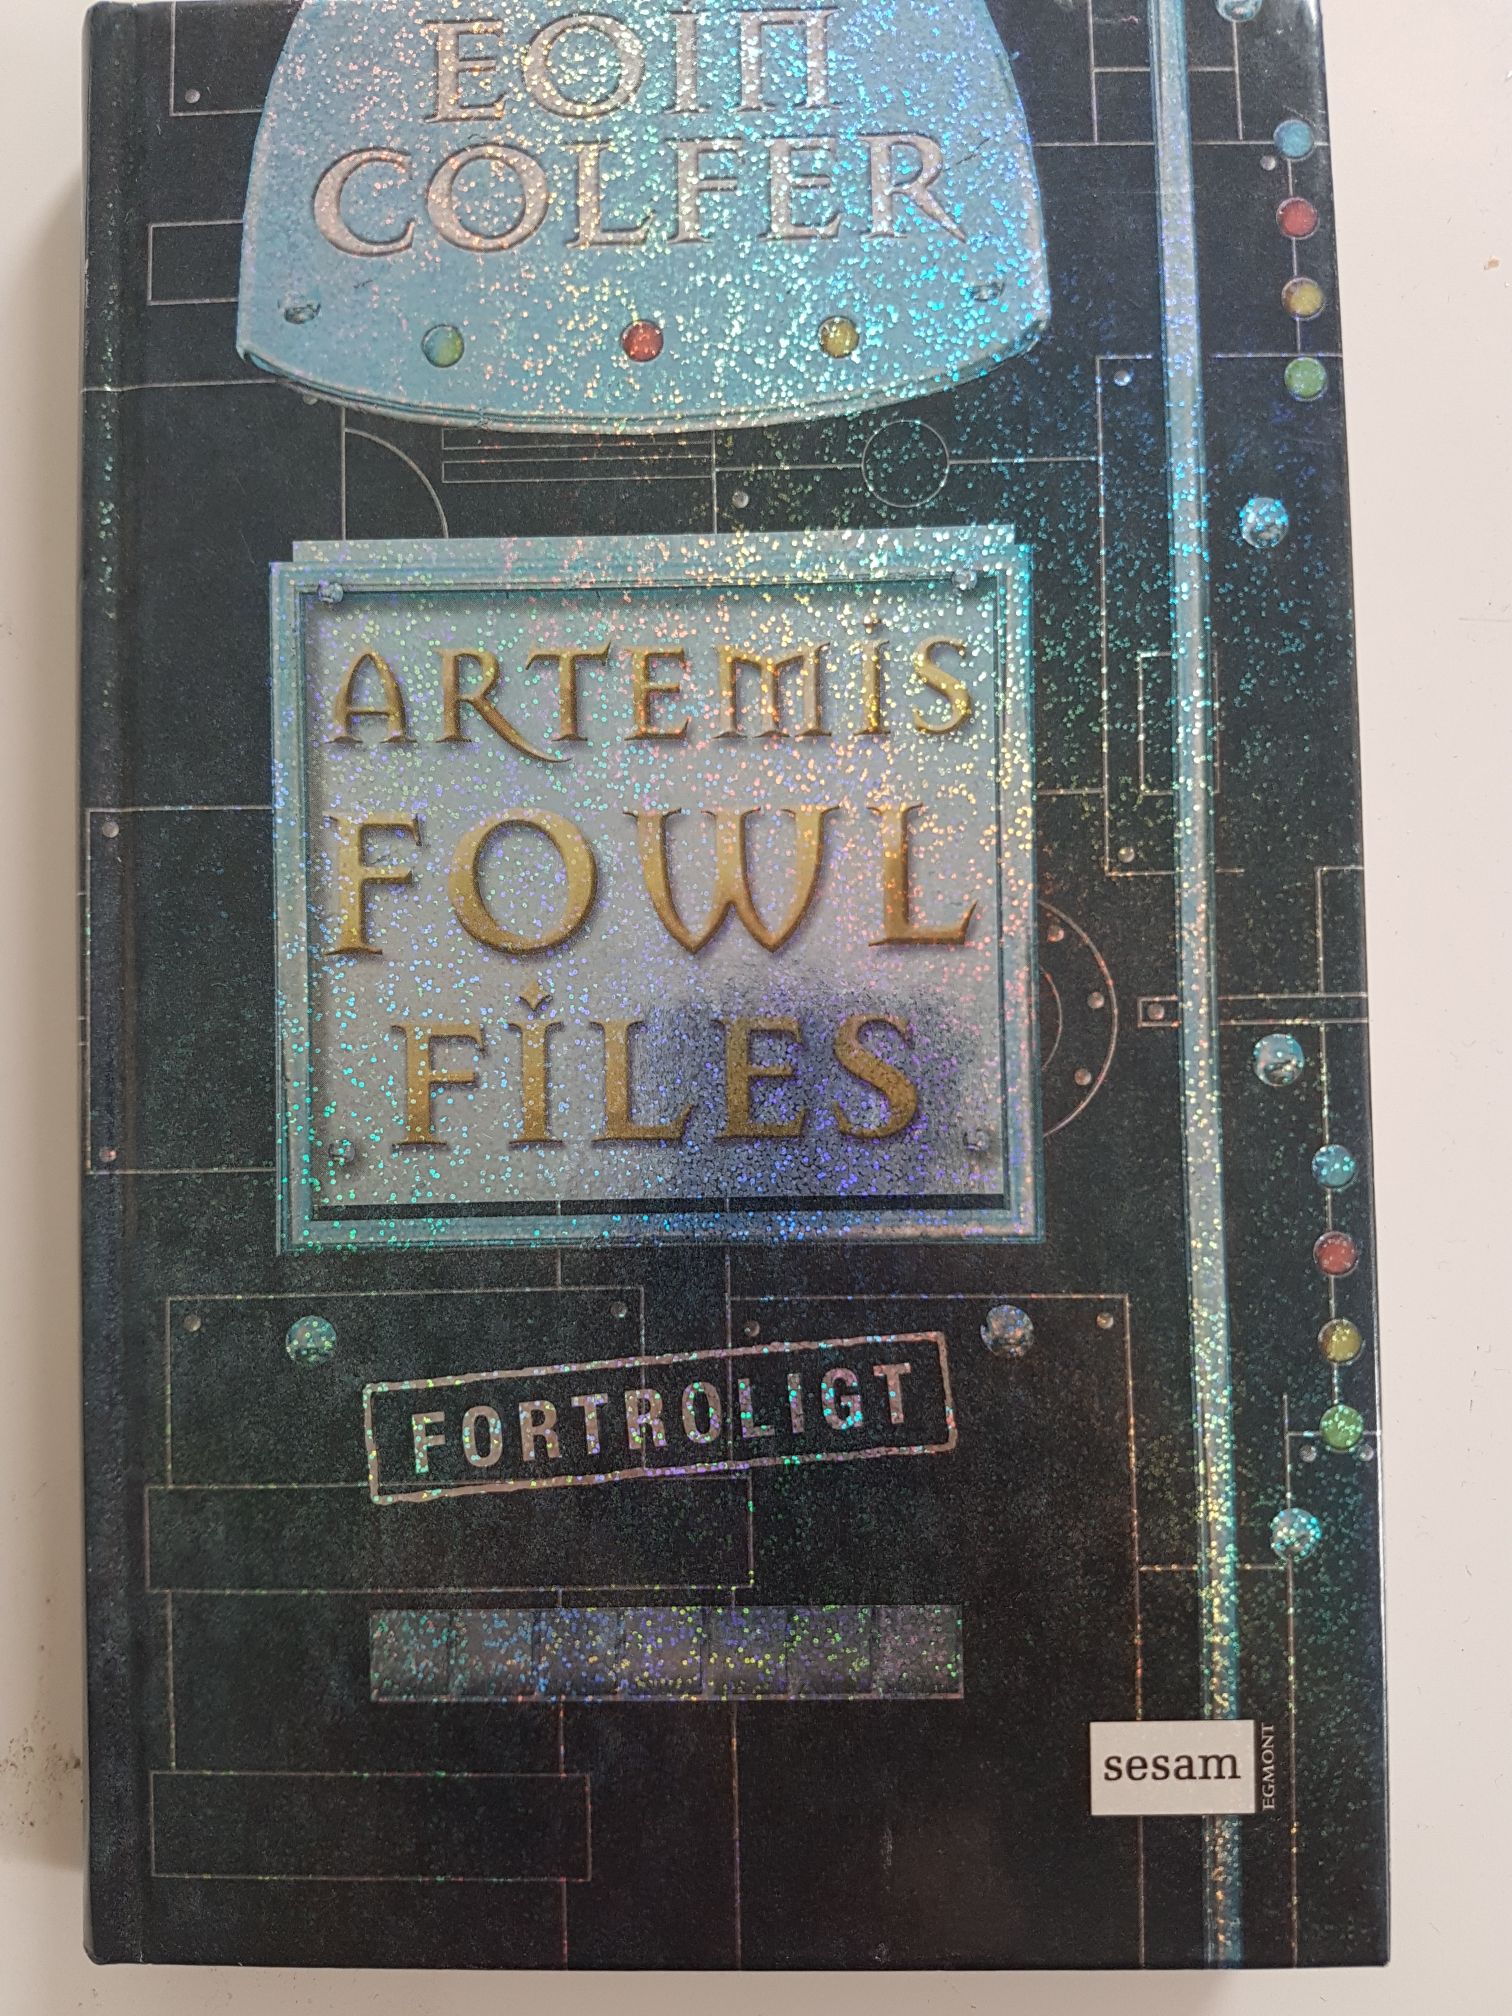 EOIN
COLFER
ARTEMIS
FOWL
FILES
FORTROLIGT
sesam
EGMONT